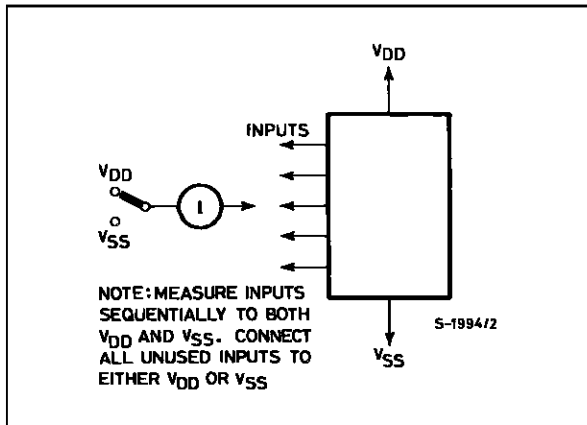 VDD
INPUTS
VDD
I
VSS
NOTE: MEASURE INPUTS
SEQUENTIALLY TO BOTH
VDD AND VSS. CONNECT
ALL UNUSED INPUTS TO
EITHER VDD OR VSS
S-1994/2
VSS